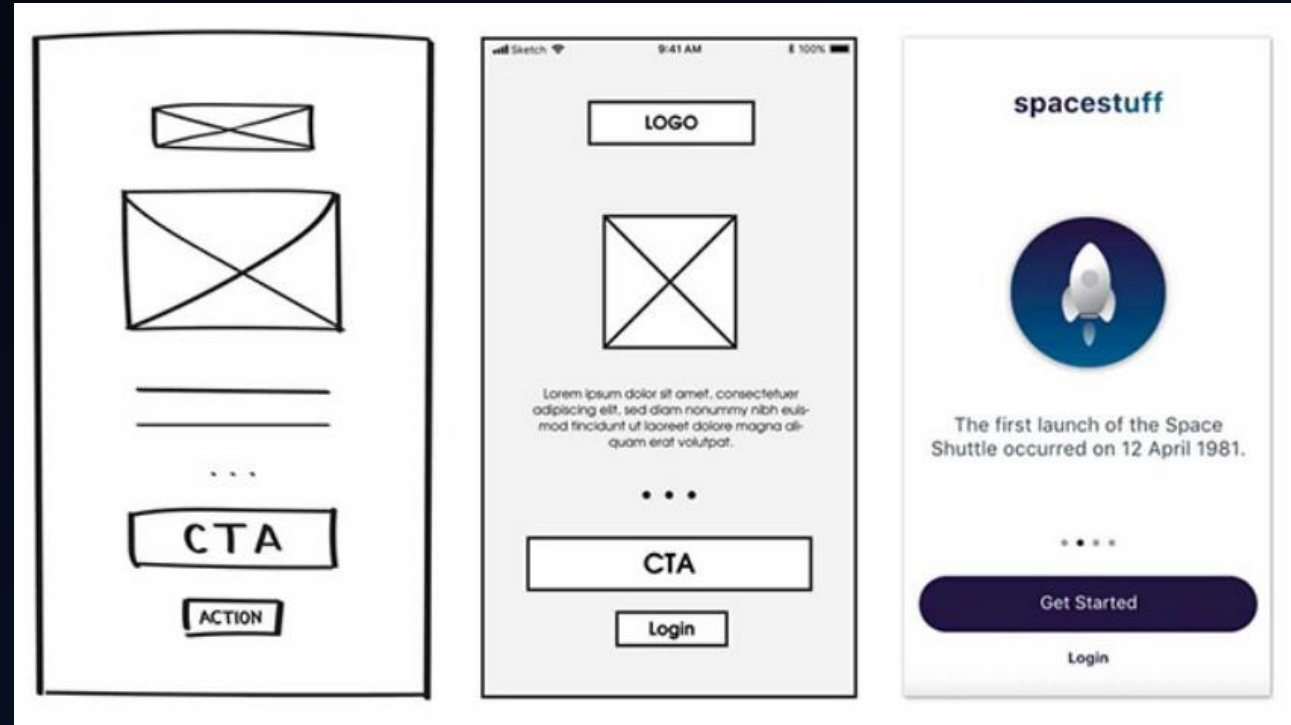 CTA
ACTION
Sketch 9:41 AM 100%
LOGO
Lorem ipsum dolor sit amet, consectetuer
adipiscing elit, sed diam nonummy nibh euis-
mod tincidunt ut laoreet dolore magna ali-
quam erat volutpat.
CTA
Login
spacestuff
The first launch of the Space
Shuttle occurred on 12 April 1981.
Get Started
Login